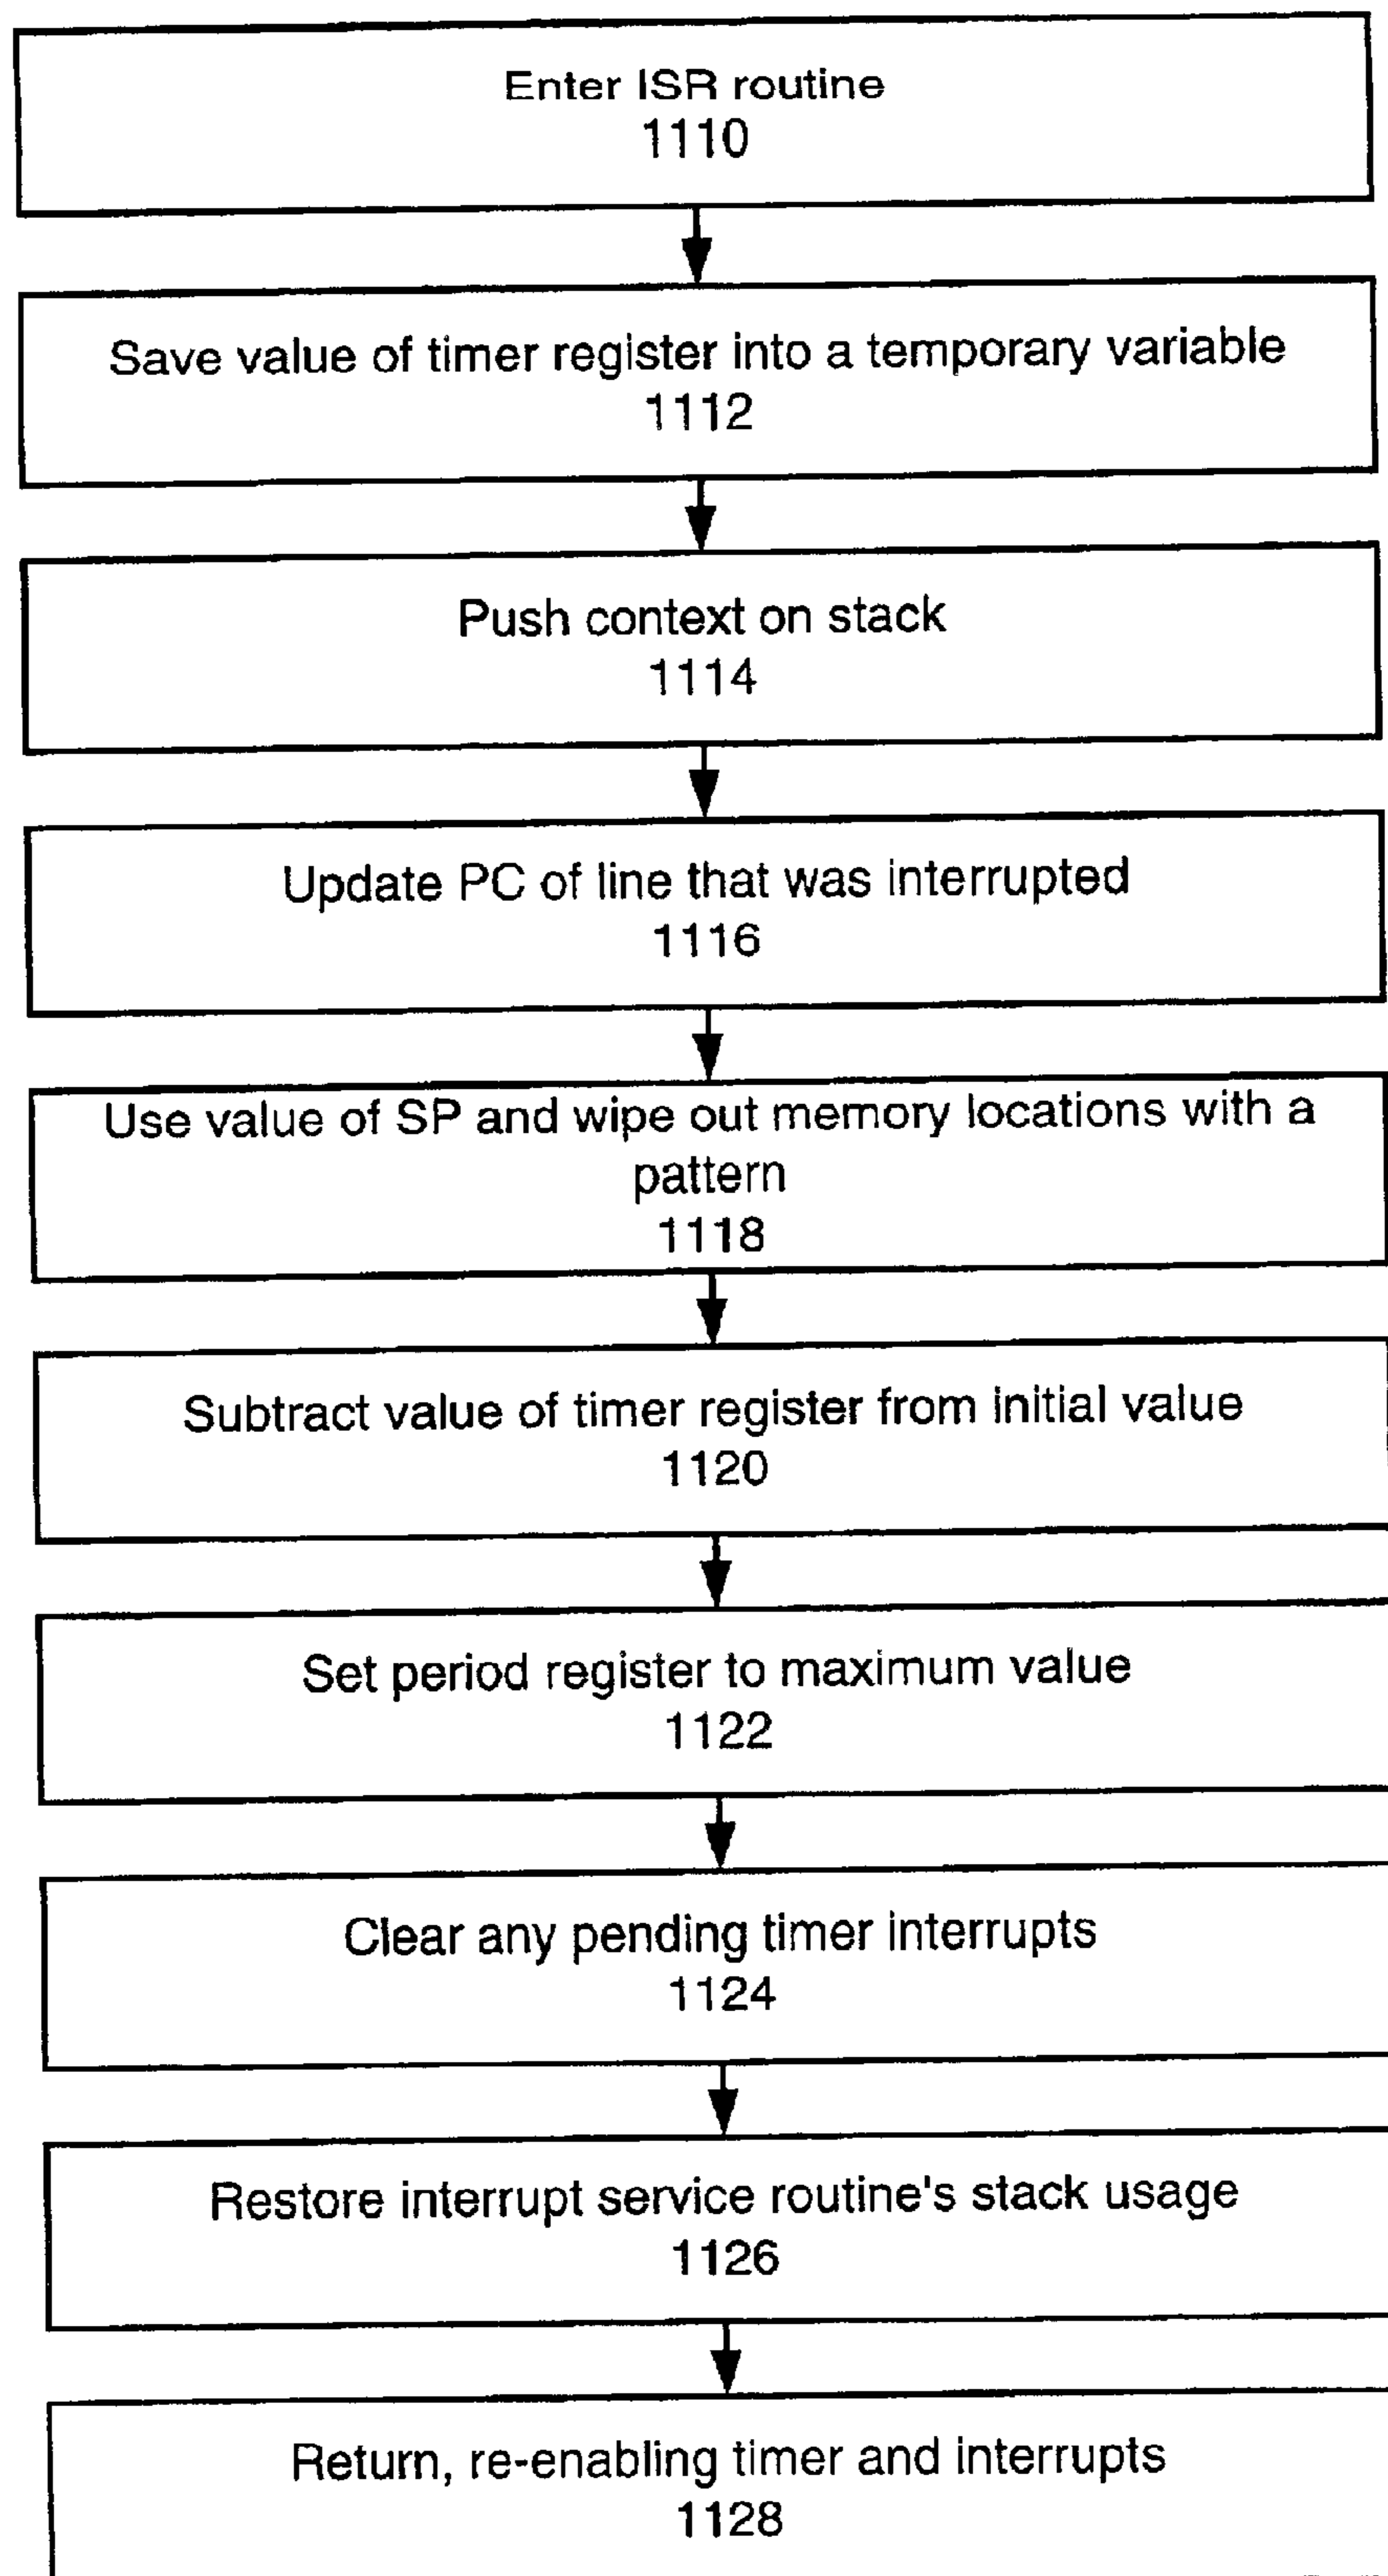 Enter ISR routine
1110
Save value of timer register into a temporary variable
1112
Push context on stack
1114
Update PC of line that was interrupted
1116
Use value of SP and wipe out memory locations with a
pattern
1118
Subtract value of timer register from initial value
1120
Set period register to maximum value
1122
Clear any pending timer interrupts
1124
Restore interrupt service routine's stack usage
1126
Return, re-enabling timer and interrupts
1128